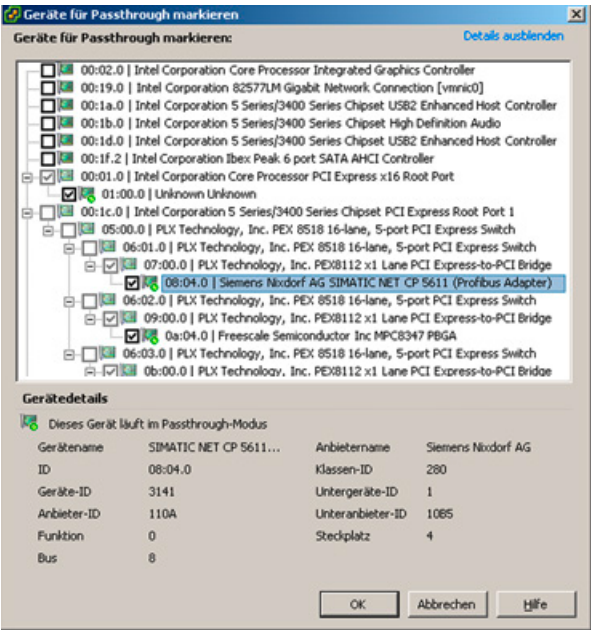 Geräte für Passthrough markieren
Geräte für Passthrough markieren:
Details ausblenden
00:02.0 | Intel Corporation Core Processor Integrated Graphics Controller
00:19.0 | Intel Corporation 82577LM Gigabit Network Connection [vmnic0]
00:1a.0 | Intel Corporation 5 Series/3400 Series Chipset USB2 Enhanced Host Controller
00:1b.0 | Intel Corporation 5 Series/3400 Series Chipset High Definition Audio
00:1d.0 | Intel Corporation 5 Series/3400 Series Chipset USB2 Enhanced Host Controller
00:1f.2 | Intel Corporation Ibex Peak 6 port SATA AHCI Controller
00:01.0 | Intel Corporation Core Processor PCI Express x16 Root Port
01:00.0 | Unknown Unknown
00:1c.0 | Intel Corporation 5 Series/3400 Series Chipset PCI Express Root Port 1
05:00.0 | PLX Technology, Inc. PEX 8518 16-lane, 5-port PCI Express Switch
06:01.0 | PLX Technology, Inc. PEX 8518 16-lane, 5-port PCI Express Switch
07:00.0 | PLX Technology, Inc. PEX8112 x1 Lane PCI Express-to-PCI Bridge
08:04.0 | Siemens Nixdorf AG SIMATIC NET CP 5611 (Profibus Adapter)
06:02.0 | PLX Technology, Inc. PEX 8518 16-lane, 5-port PCI Express Switch
09:00.0 | PLX Technology, Inc. PEX8112 x1 Lane PCI Express-to-PCI Bridge
0a:04.0 | Freescale Semiconductor Inc MPC8347 PBGA
06:03.0 | PLX Technology, Inc. PEX 8518 16-lane, 5-port PCI Express Switch
0b:00.0 | PLX Technology, Inc. PEX8112 x1 Lane PCI Express-to-PCI Bridge
Gerätedetails
Dieses Gerät läuft im Passthrough-Modus
Gerätename SIMATIC NET CP 5611... Anbietername Siemens Nixdorf AG
ID 08:04.0 Klassen-ID 280
Geräte-ID 3141 Untergeräte-ID 1
Anbieter-ID 110A Unteranbieter-ID 10B5
Funktion 0 Steckplatz 4
Bus 8
OK Abbrechen Hilfe